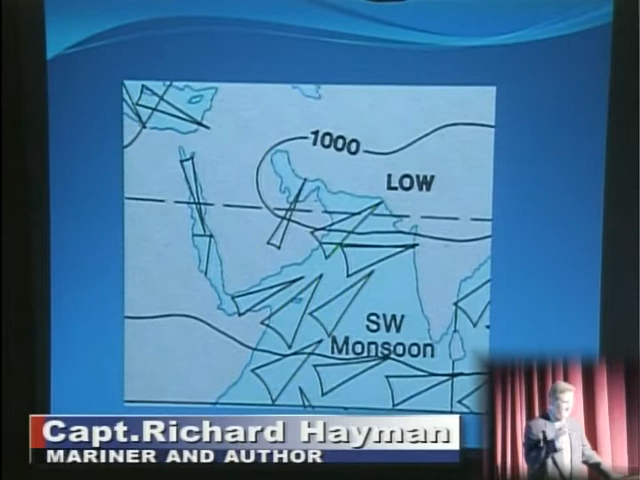 1000
LOW
SW
Monsoon
Capt.Richard Hayman
MARINER AND AUTHOR